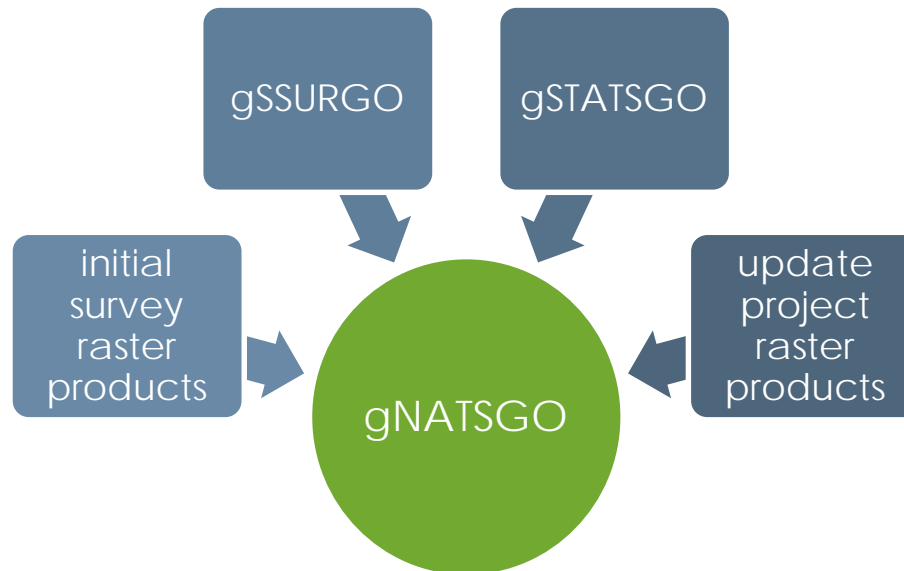 gSSURGO
gSTATSGO
initial
survey
raster
products
update
project
raster
products
gNATSGO